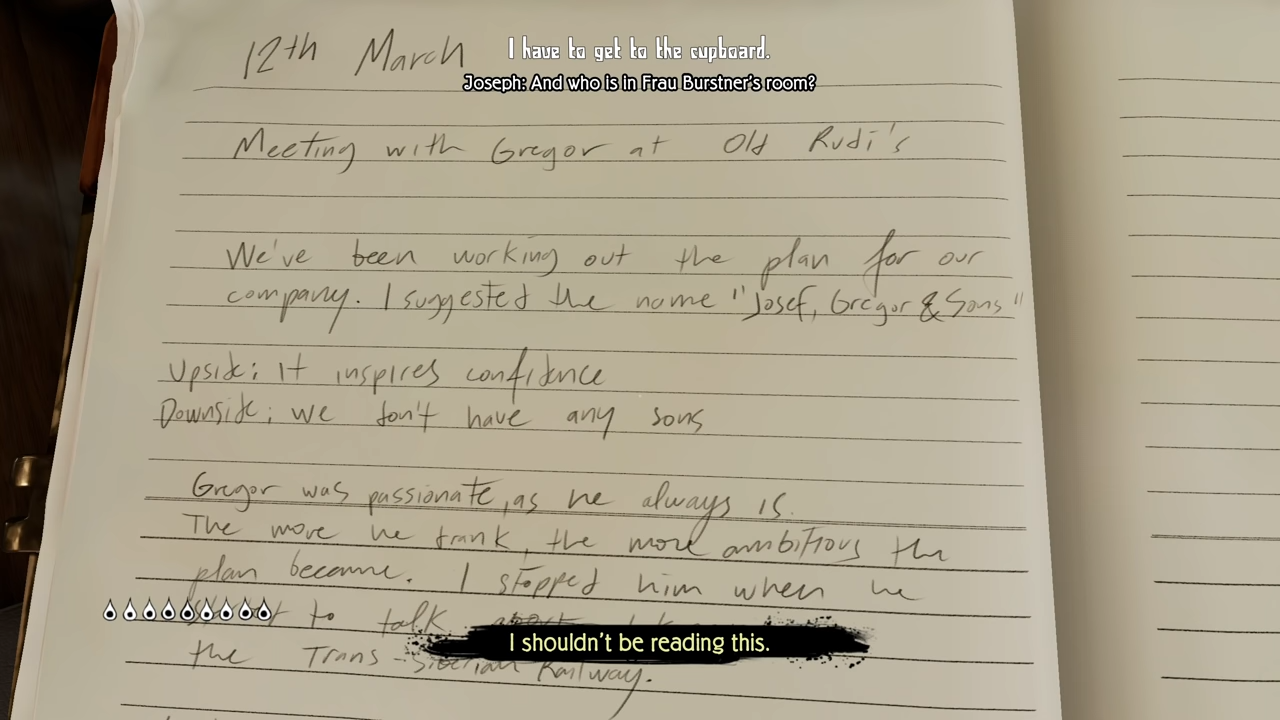 12th March
I have to get to the cupboard.
Joseph: And who is in Frau Burstner's room?
Meeting with Gregor at Old Rudi's
We've been working out the plan for our
company. I suggested the name "Josef, Gregor & Sons"
Upside: It inspires confidence
Downside: we don't have any sons
Gregor was passionate, as he always is.
The more he drank, the more ambitious the
plan became. I stopped him when he
to talk
I shouldn't be reading this.
the Trans-Siberian Railway.